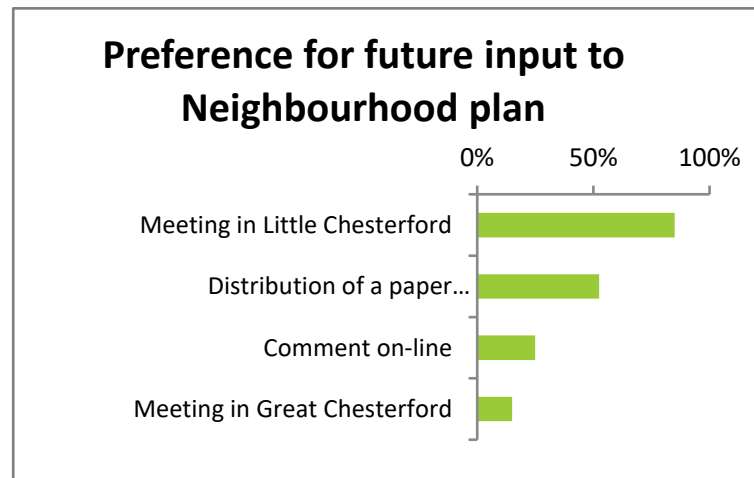 Preference for future input to
Neighbourhood plan
0% 50% 100%
Meeting in Little Chesterford
Distribution of a paper...
Comment on-line
Meeting in Great Chesterford